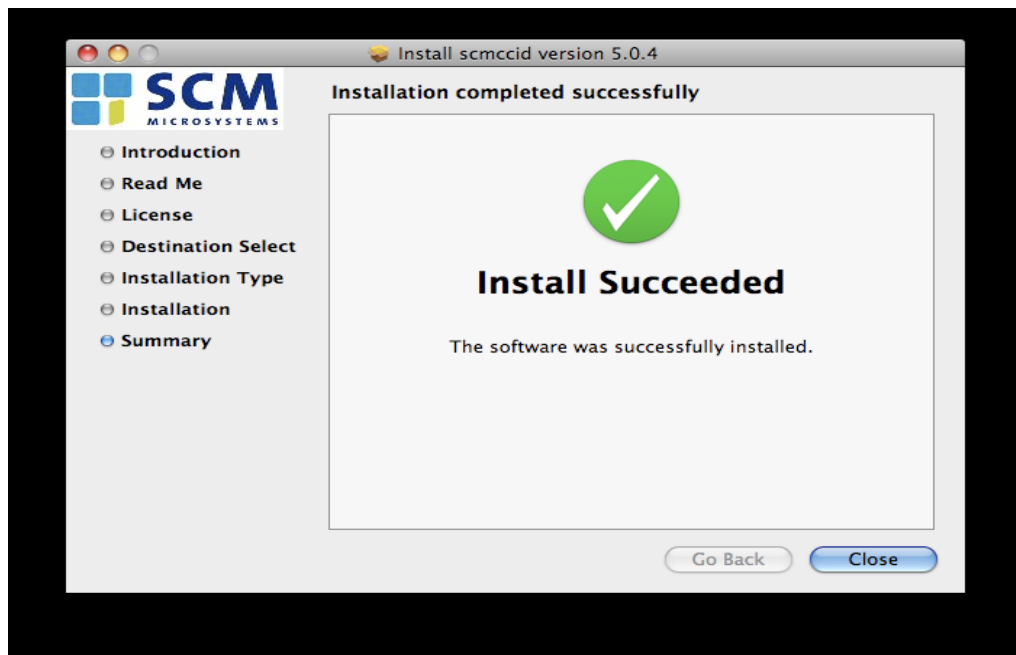 Install scmccid version 5.0.4
SCM
MICROSYSTEMS
Installation completed successfully
Introduction
Read Me
License
Destination Select
Installation Type
Installation
Summary
Install Succeeded
The software was successfully installed.
Go Back
Close